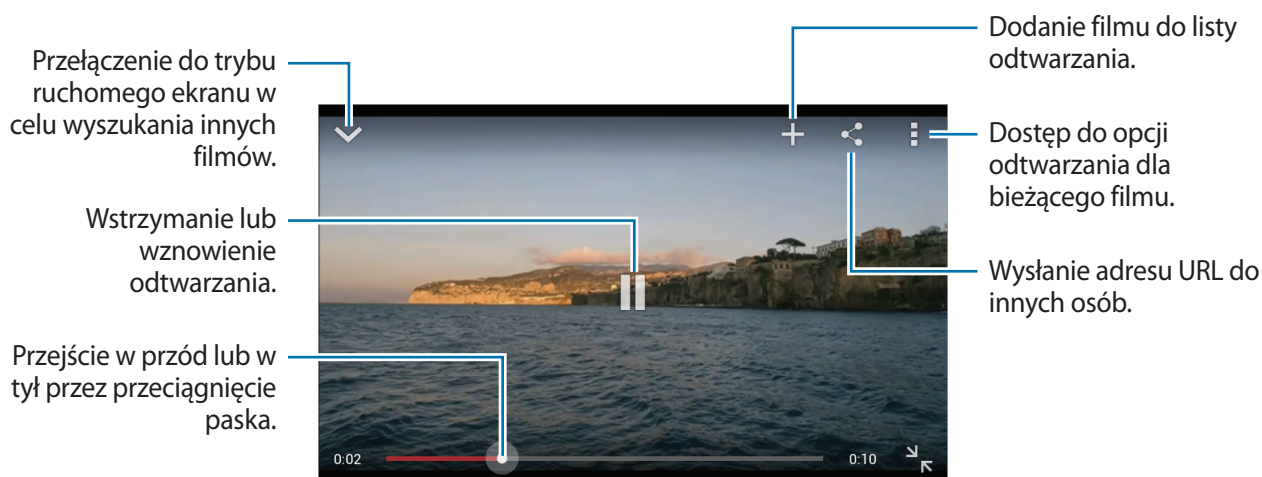 Przełączenie do trybu
ruchomego ekranu w
celu wyszukania innych
filmów.
Wstrzymanie lub
wznowienie
odtwarzania.
Przejście w przód lub w
tył przez przeciągnięcie
paska.
Dodanie filmu do listy
odtwarzania.
Dostęp do opcji
odtwarzania dla
bieżącego filmu.
Wysłanie adresu URL do
innych osób.
0:02
0:10